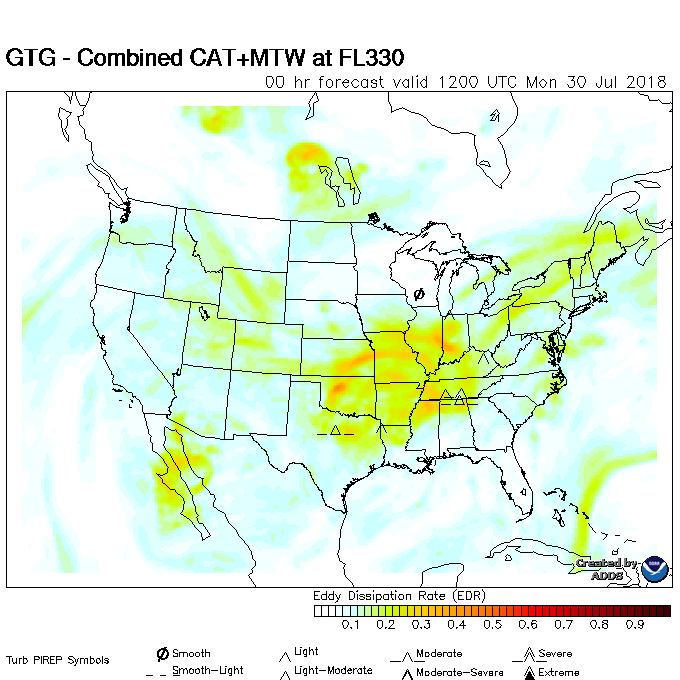 GTG - Combined CAT+MTW at FL330
00 hr forecast valid 1200 UTC Mon 30 Jul 2018
Created by
ADDS
Eddy Dissipation Rate (EDR)
0.1 0.2 0.3 0.4 0.5 0.6 0.7 0.8 0.9
Turb PIREP Symbols
Smooth
Light
Moderate
Severe
Smooth-Light
Light-Moderate
Moderate-Severe
Extreme